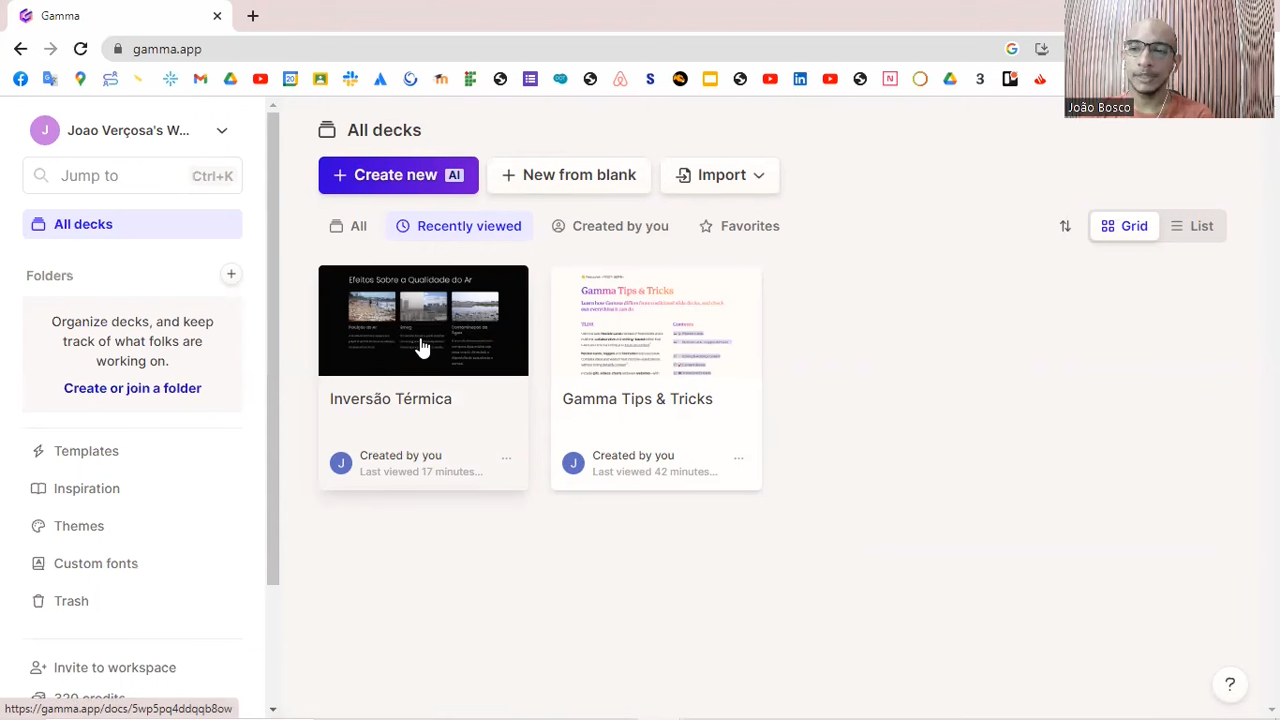 Gamma
gamma.app
João Bosco
J
Joao Verçosa's W...
Jump to
Ctrl+K
All decks
Folders
Organize decks, and keep
track of what folks are
working on.
Create or join a folder
Templates
Inspiration
Themes
Custom fonts
Trash
Invite to workspace
320 credits
https://gamma.app/docs/5wp5pq4ddqqb8ow
All decks
+ Create new AI
+ New from blank
Import
All
Recently viewed
Created by you
Favorites
Grid
List
Efeitos Sobre a Qualidade do Ar
Inversão Térmica
J
Created by you
Last viewed 17 minutes...
...
Gamma Tips & Tricks
Gamma Tips & Tricks
J
Created by you
Last viewed 42 minutes...
...
?